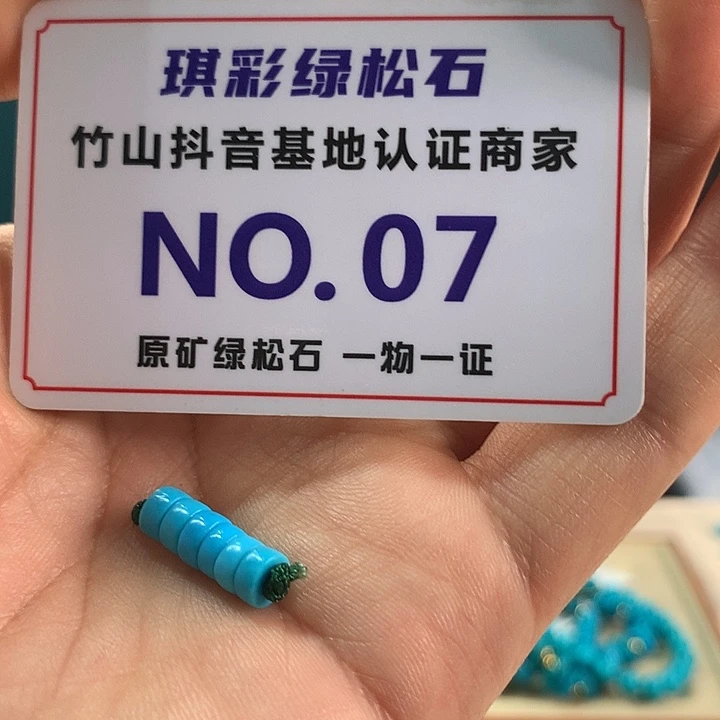 琪彩绿松石
竹山抖音基地认证商家
NO.07
原矿绿松石 一物一证